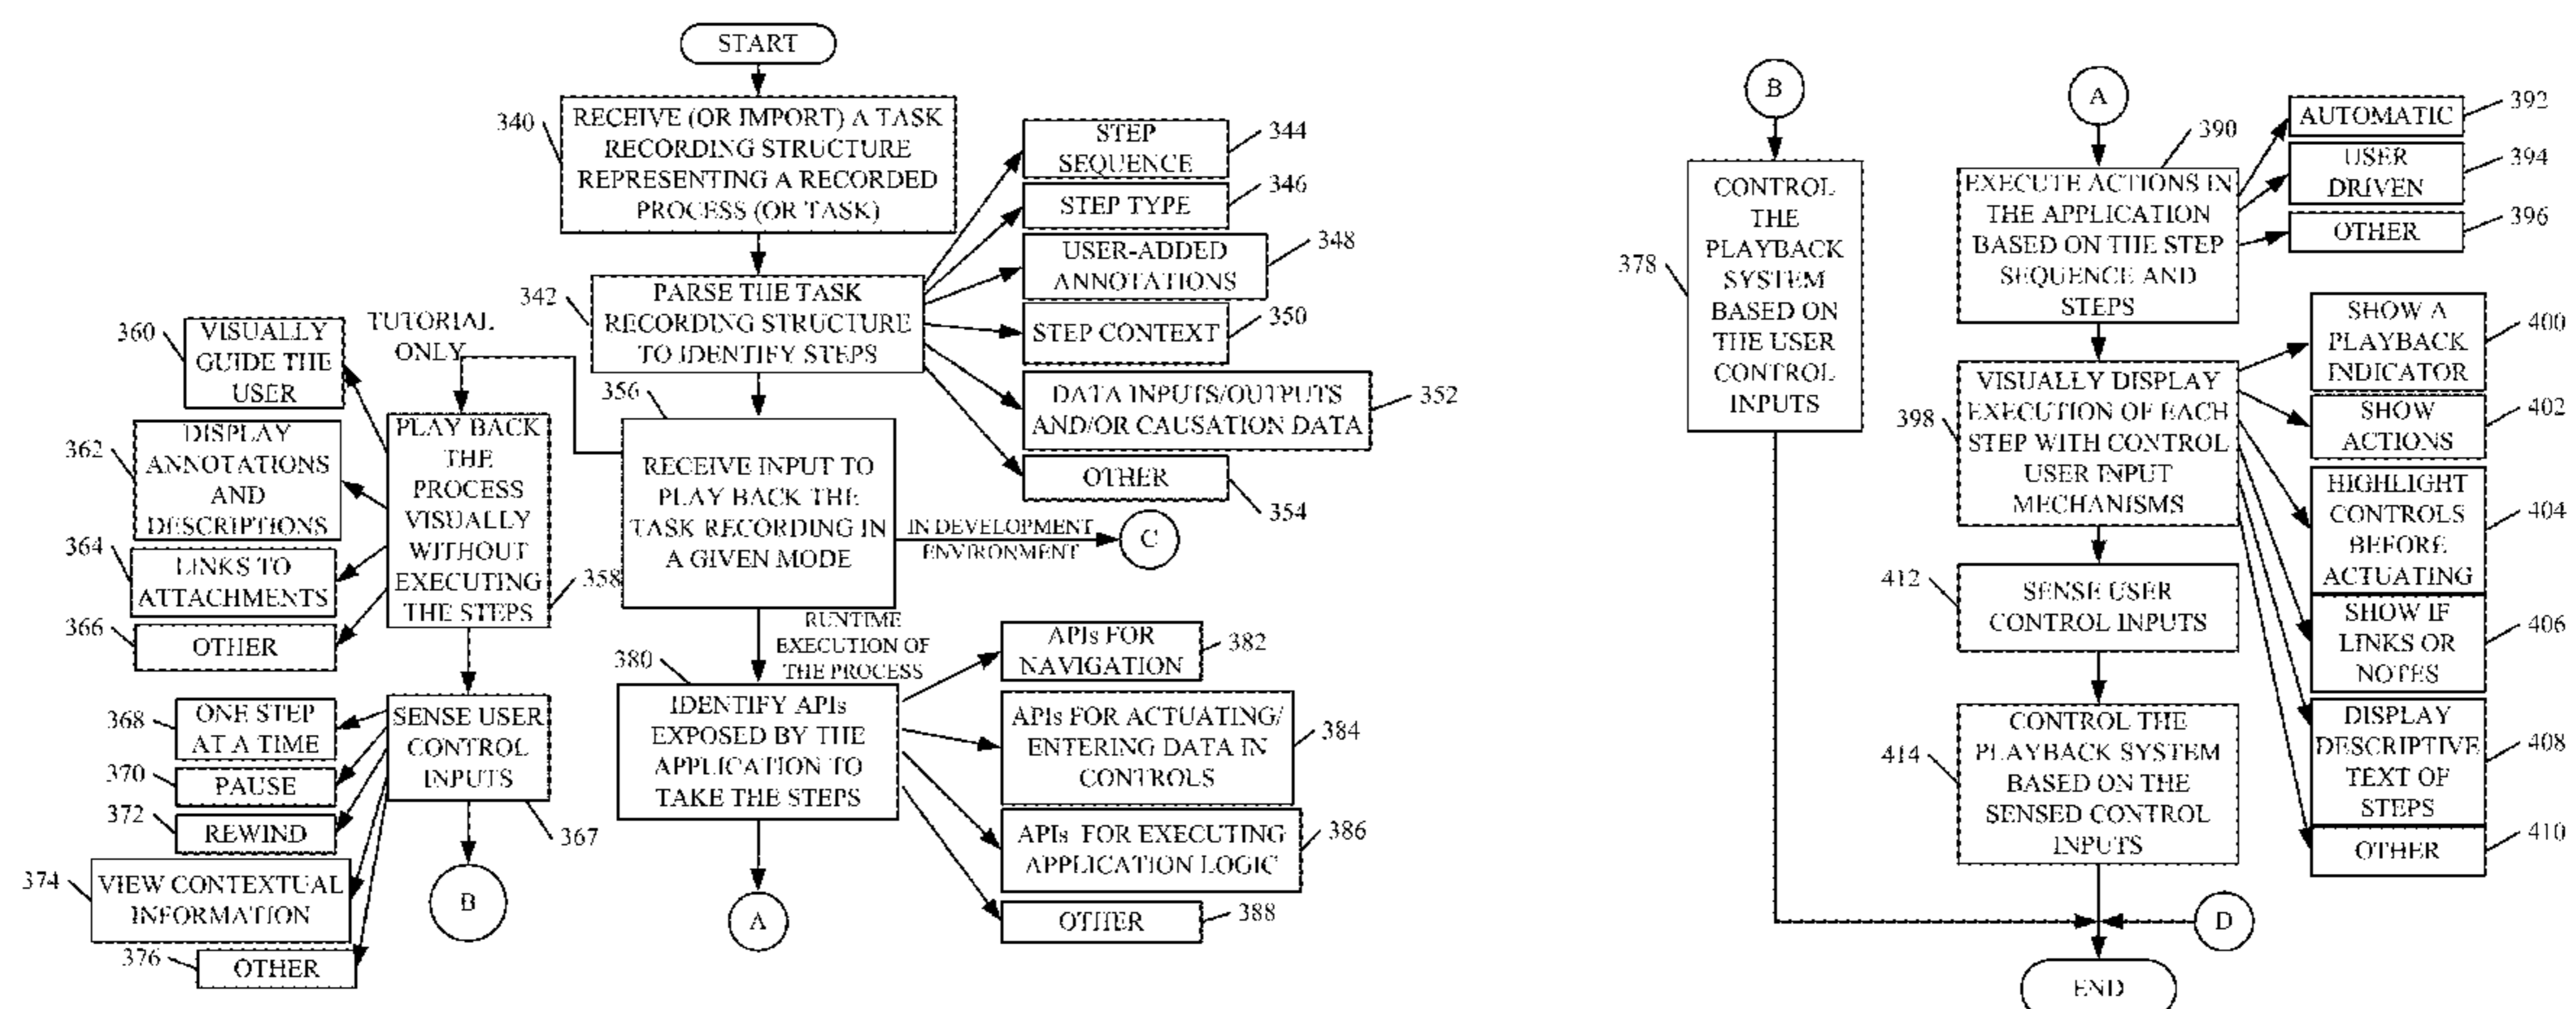 START
340
RECEIVE (OR IMPORT) A TASK
RECORDING STRUCTURE
REPRESENTING A RECORDED
PROCESS (OR TASK)
342
PARSE THE TASK
RECORDING STRUCTURE
TO IDENTIFY STEPS
STEP
SEQUENCE
344
STEP TYPE
346
USER-ADDED
ANNOTATIONS
348
STEP CONTEXT
350
DATA INPUTS/OUTPUTS
AND/OR CAUSATION DATA
352
OTHER
354
356
RECEIVE INPUT TO
PLAY BACK THE
TASK RECORDING IN
A GIVEN MODE
IN DEVELOPMENT
ENVIRONMENT
C
TUTORIAL
ONLY
PLAY BACK
THE
PROCESS
VISUALLY
WITHOUT
EXECUTING
THE STEPS
358
360
VISUALLY
GUIDE THE
USER
362
DISPLAY
ANNOTATIONS
AND
DESCRIPTIONS
364
LINKS TO
ATTACHMENTS
366
OTHER
SENSE USER
CONTROL
INPUTS
367
368
ONE STEP
AT A TIME
370
PAUSE
372
REWIND
374
VIEW CONTEXTUAL
INFORMATION
376
OTHER
B
RUNTIME
EXECUTION OF
THE PROCESS
380
IDENTIFY APIs
EXPOSED BY THE
APPLICATION TO
TAKE THE STEPS
APIs FOR
NAVIGATION
382
APIs FOR ACTUATING/
ENTERING DATA IN
CONTROLS
384
APIs FOR EXECUTING
APPLICATION LOGIC
386
OTHER
388
A
B
378
CONTROL
THE
PLAYBACK
SYSTEM
BASED ON
THE USER
CONTROL
INPUTS
A
390
EXECUTE ACTIONS IN
THE APPLICATION
BASED ON THE STEP
SEQUENCE AND
STEPS
AUTOMATIC
392
USER
DRIVEN
394
OTHER
396
398
VISUALLY DISPLAY
EXECUTION OF EACH
STEP WITH CONTROL
USER INPUT
MECHANISMS
SHOW A
PLAYBACK
INDICATOR
400
SHOW
ACTIONS
402
HIGHLIGHT
CONTROLS
BEFORE
ACTUATING
404
SHOW IF
LINKS OR
NOTES
406
DISPLAY
DESCRIPTIVE
TEXT OF
STEPS
408
OTHER
410
412
SENSE USER
CONTROL INPUTS
414
CONTROL THE
PLAYBACK SYSTEM
BASED ON THE
SENSED CONTROL
INPUTS
D
END